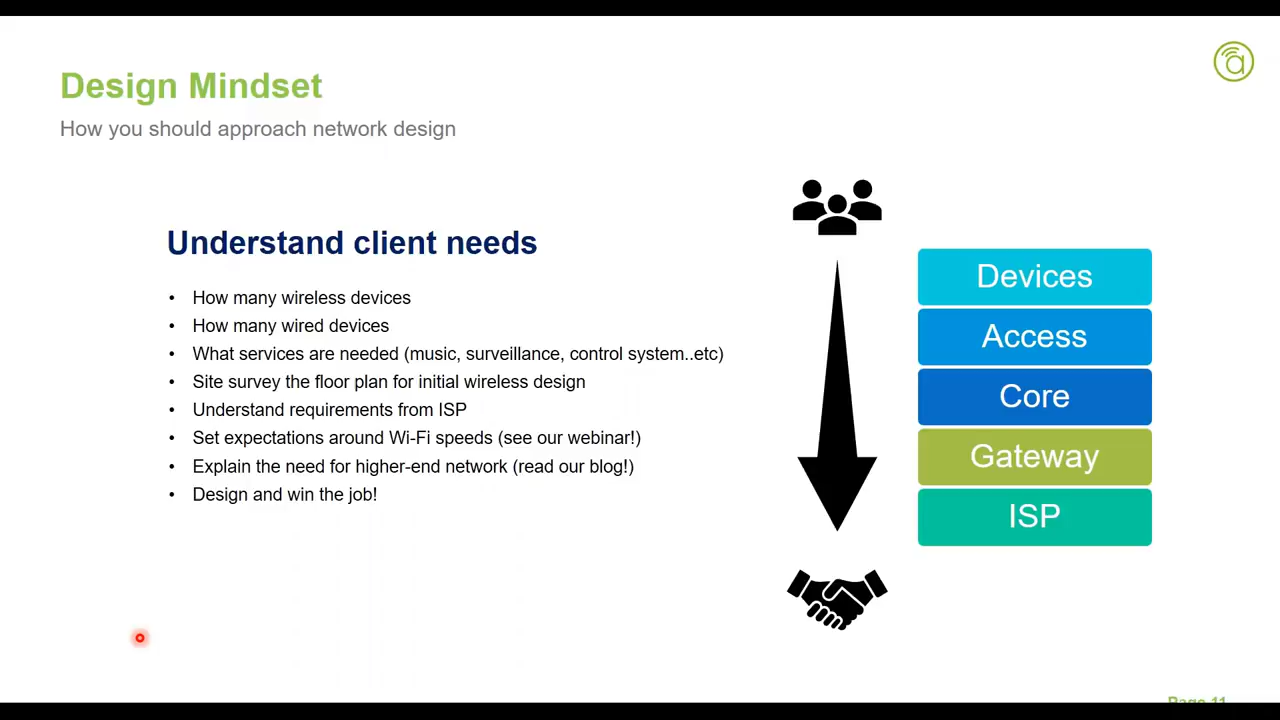 Design Mindset
How you should approach network design
Understand client needs
• How many wireless devices
• How many wired devices
• What services are needed (music, surveillance, control system..etc)
• Site survey the floor plan for initial wireless design
• Understand requirements from ISP
• Set expectations around Wi-Fi speeds (see our webinar!)
• Explain the need for higher-end network (read our blog!)
• Design and win the job!
Devices
Access
Core
Gateway
ISP
Page 11